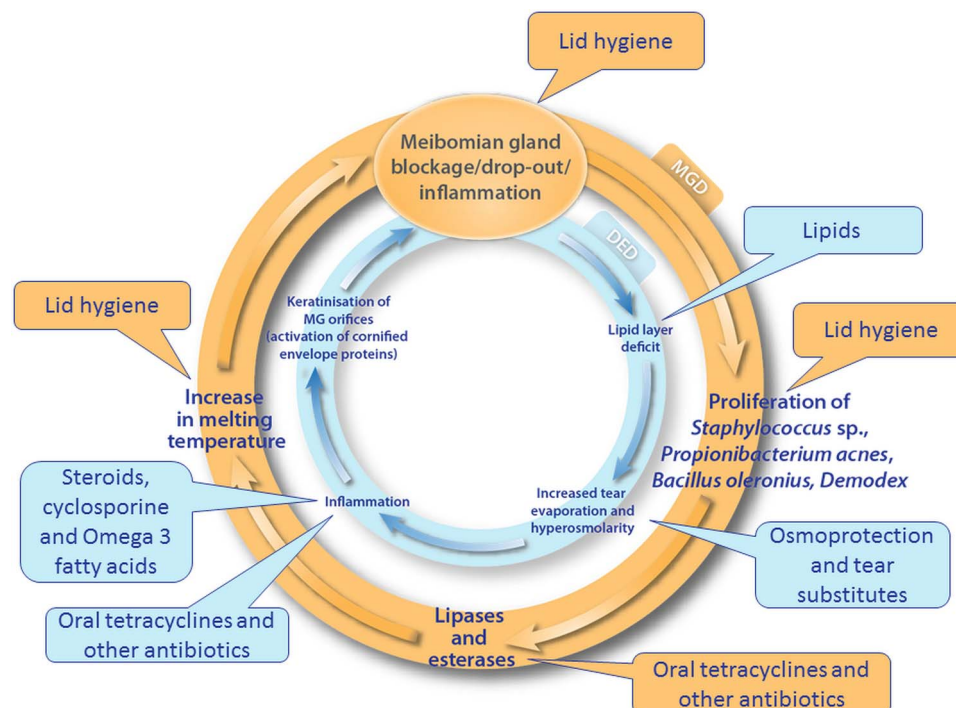 Lid hygiene
Meibomian gland
blockage/drop-out/
inflammation
MGD
DED
Lipids
Lid hygiene
Keratinisation of
MG orifices
(activation of cornified
envelope proteins)
Lipid layer
deficit
Lid hygiene
Increase
in melting
temperature
Proliferation of
Staphylococcus sp.,
Propionibacterium acnes,
Bacillus oleronius, Demodex
Steroids,
cyclosporine
and Omega 3
fatty acids
Inflammation
Increased tear
evaporation and
hyperosmolarity
Osmoprotection
and tear
substitutes
Oral tetracyclines and
other antibiotics
Lipases
and
esterases
Oral tetracyclines and
other antibiotics